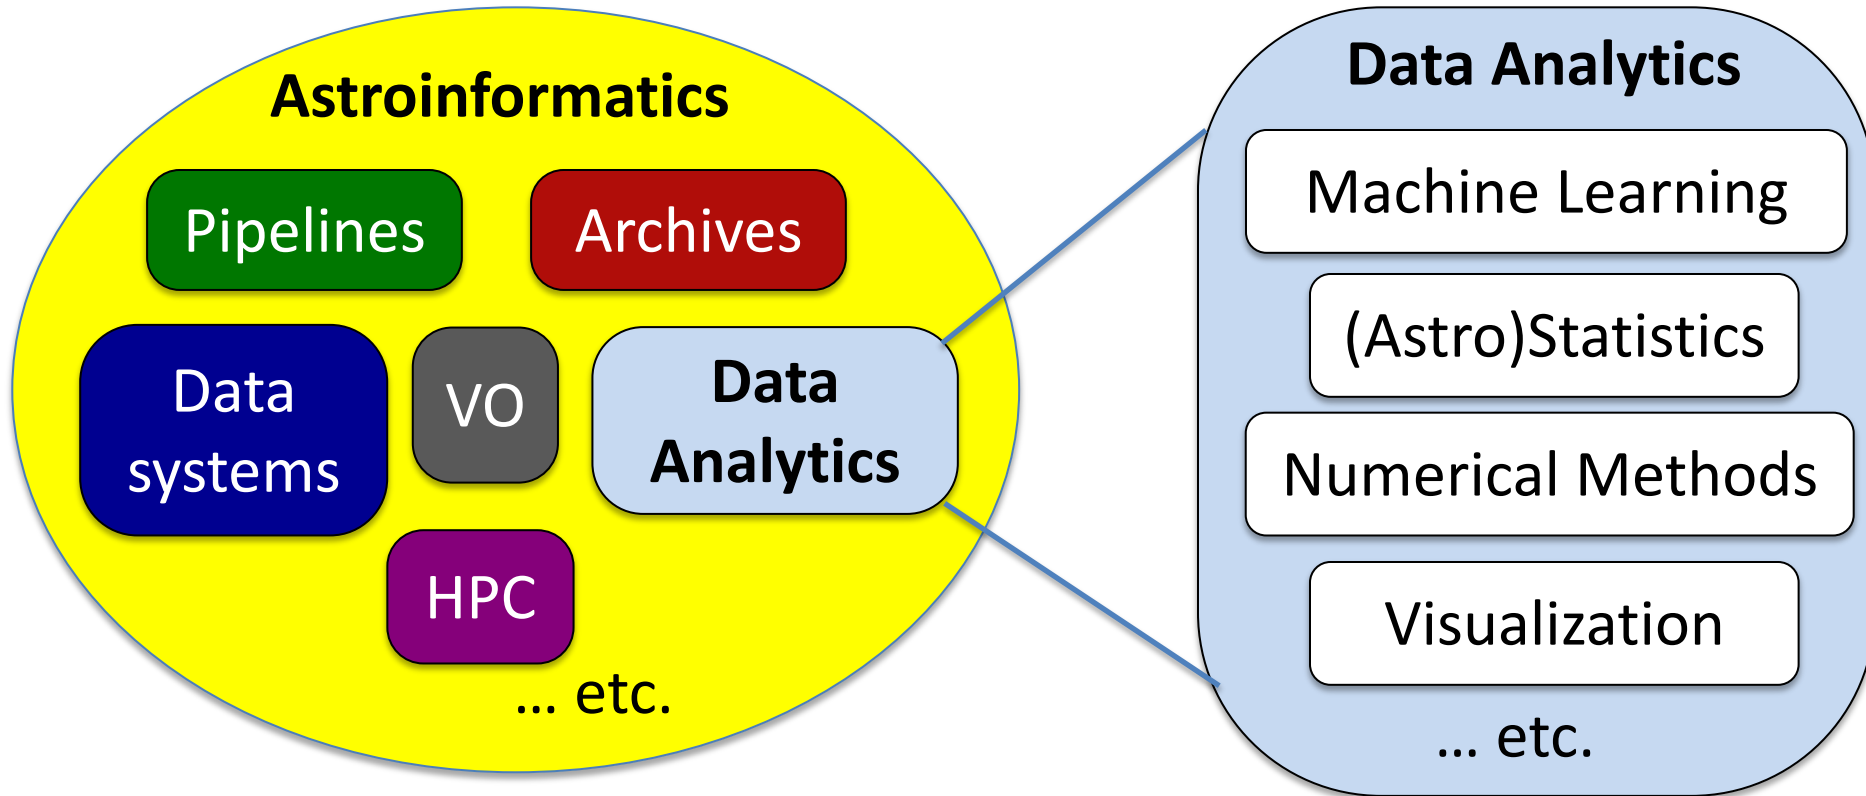 Astroinformatics
Pipelines
Archives
Data
systems
VO
Data
Analytics
HPC
... etc.
Data Analytics
Machine Learning
(Astro)Statistics
Numerical Methods
Visualization
... etc.